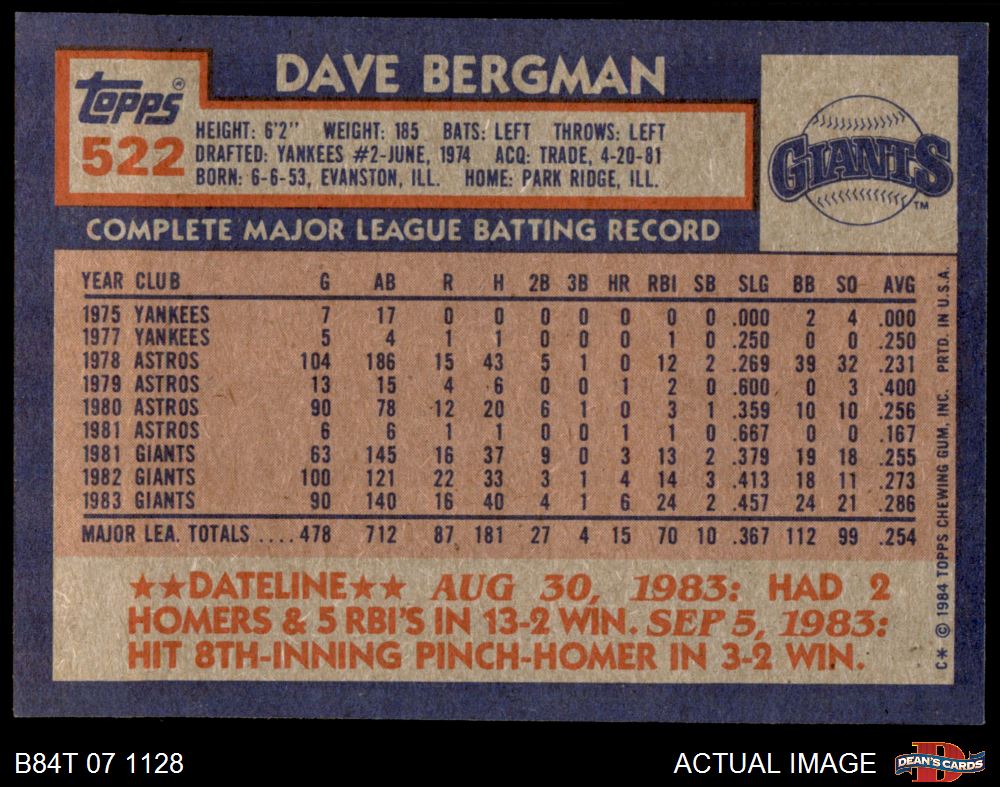 DAVE BERGMAN
Topps®
522
HEIGHT: 6'2" WEIGHT: 185 BATS: LEFT THROWS: LEFT
DRAFTED: YANKEES #2-JUNE, 1974 ACQ: TRADE, 4-20-81
BORN: 6-6-53, EVANSTON, ILL. HOME: PARK RIDGE, ILL.
GIANTS
TM
COMPLETE MAJOR LEAGUE BATTING RECORD
YEAR CLUB G AB R H 2B 3B HR RBI SB SLG BB SO AVG
1975 YANKEES 7 17 0 0 0 0 0 0 0 .000 2 4 .000
1977 YANKEES 5 4 1 1 0 0 0 1 0 .250 0 0 .250
1978 ASTROS 104 186 15 43 5 1 0 12 2 .269 39 32 .231
1979 ASTROS 13 15 4 6 0 0 1 2 0 .600 0 3 .400
1980 ASTROS 90 78 12 20 6 1 0 3 1 .359 10 10 .256
1981 ASTROS 6 6 1 1 0 0 1 1 0 .667 0 0 .167
1981 GIANTS 63 145 16 37 9 0 3 13 2 .379 19 18 .255
1982 GIANTS 100 121 22 33 3 1 4 14 3 .413 18 11 .273
1983 GIANTS 90 140 16 40 4 1 6 24 2 .457 24 21 .286
MAJOR LEA. TOTALS ....478 712 87 181 27 4 15 70 10 .367 112 99 .254
★★DATELINE★★ AUG 30, 1983: HAD 2
HOMERS & 5 RBI'S IN 13-2 WIN. SEP 5, 1983:
HIT 8TH-INNING PINCH-HOMER IN 3-2 WIN.
C* © 1984 TOPPS CHEWING GUM, INC. PRTD. IN U.S.A.
B84T 07 1128
ACTUAL IMAGE
DEAN'S CARDS